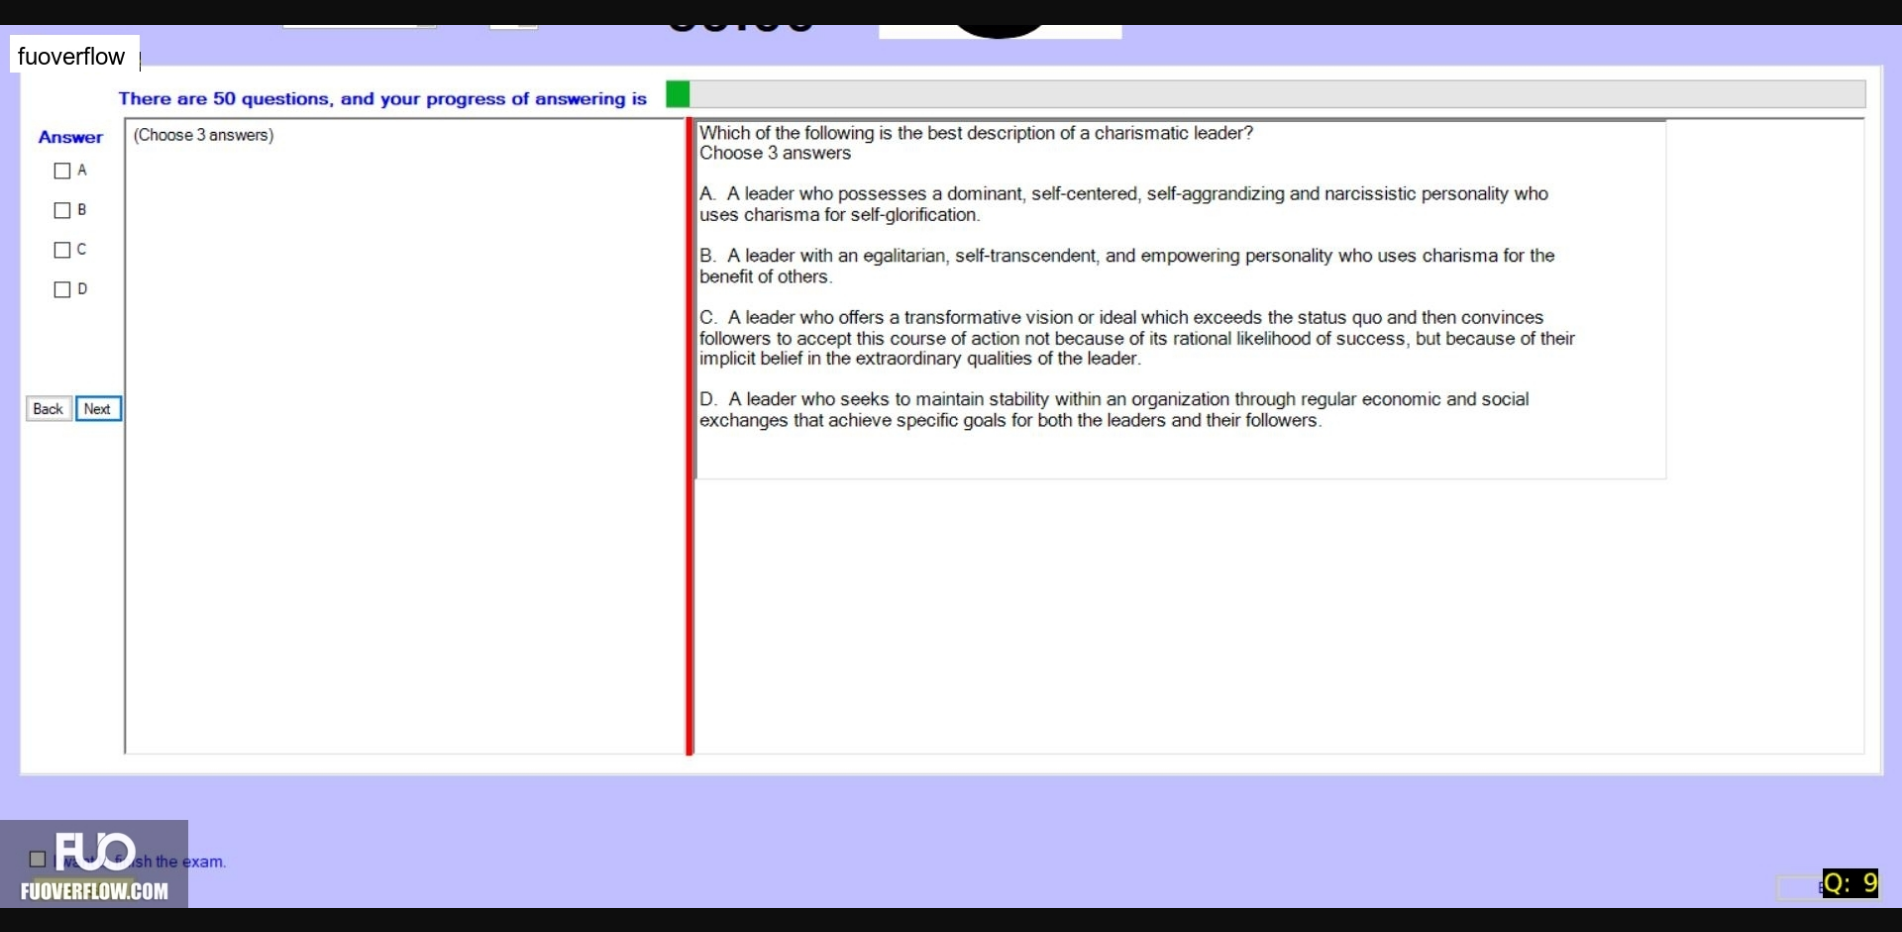 fuoverflow
There are 50 questions, and your progress of answering is
Answer
(Choose 3 answers)
A
B
C
D
Back
Next
Which of the following is the best description of a charismatic leader?
Choose 3 answers
A. A leader who possesses a dominant, self-centered, self-aggrandizing and narcissistic personality who
uses charisma for self-glorification.
B. A leader with an egalitarian, self-transcendent, and empowering personality who uses charisma for the
benefit of others.
C. A leader who offers a transformative vision or ideal which exceeds the status quo and then convinces
followers to accept this course of action not because of its rational likelihood of success, but because of their
implicit belief in the extraordinary qualities of the leader.
D. A leader who seeks to maintain stability within an organization through regular economic and social
exchanges that achieve specific goals for both the leaders and their followers.
FUO
the exam.
FUOVERFLOW.COM
Q: 9